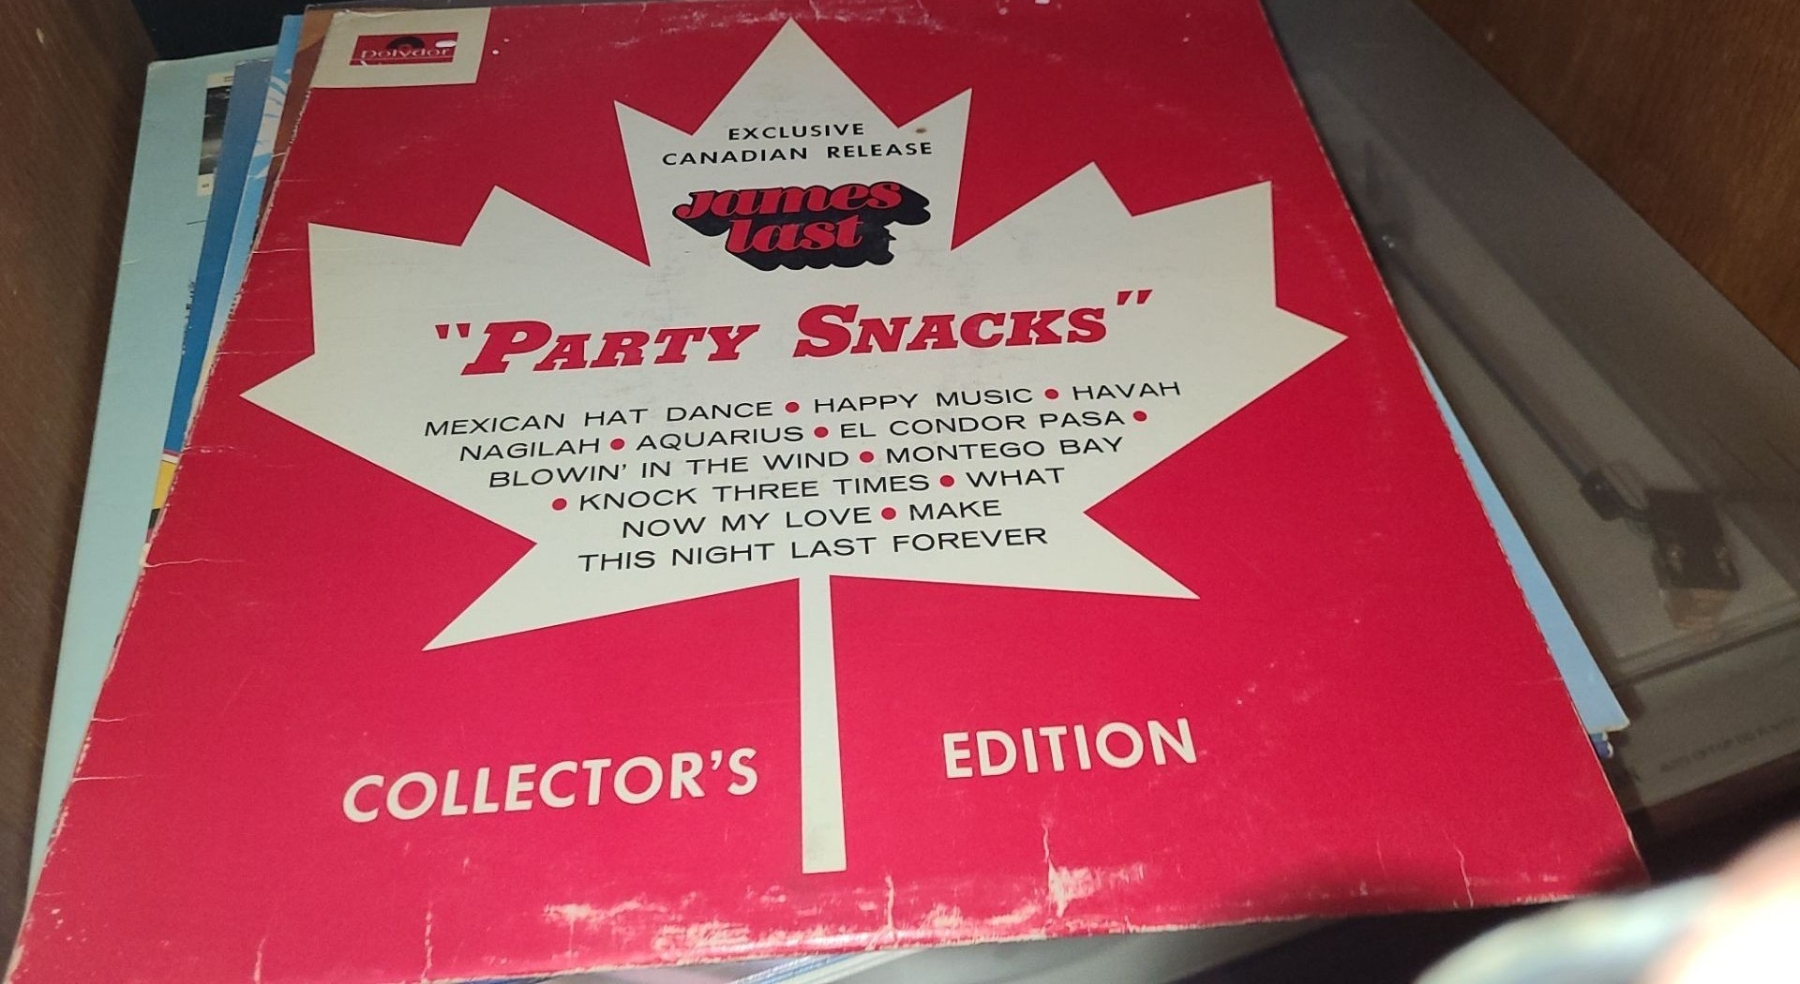 polydor
EXCLUSIVE
CANADIAN RELEASE
james
last
"PARTY SNACKS"
MEXICAN HAT DANCE • HAPPY MUSIC • HAVAH
NAGILAH • AQUARIUS • EL CONDOR PASA •
BLOWIN' IN THE WIND • MONTEGO BAY
• KNOCK THREE TIMES • WHAT
NOW MY LOVE • MAKE
THIS NIGHT LAST FOREVER
COLLECTOR'S EDITION